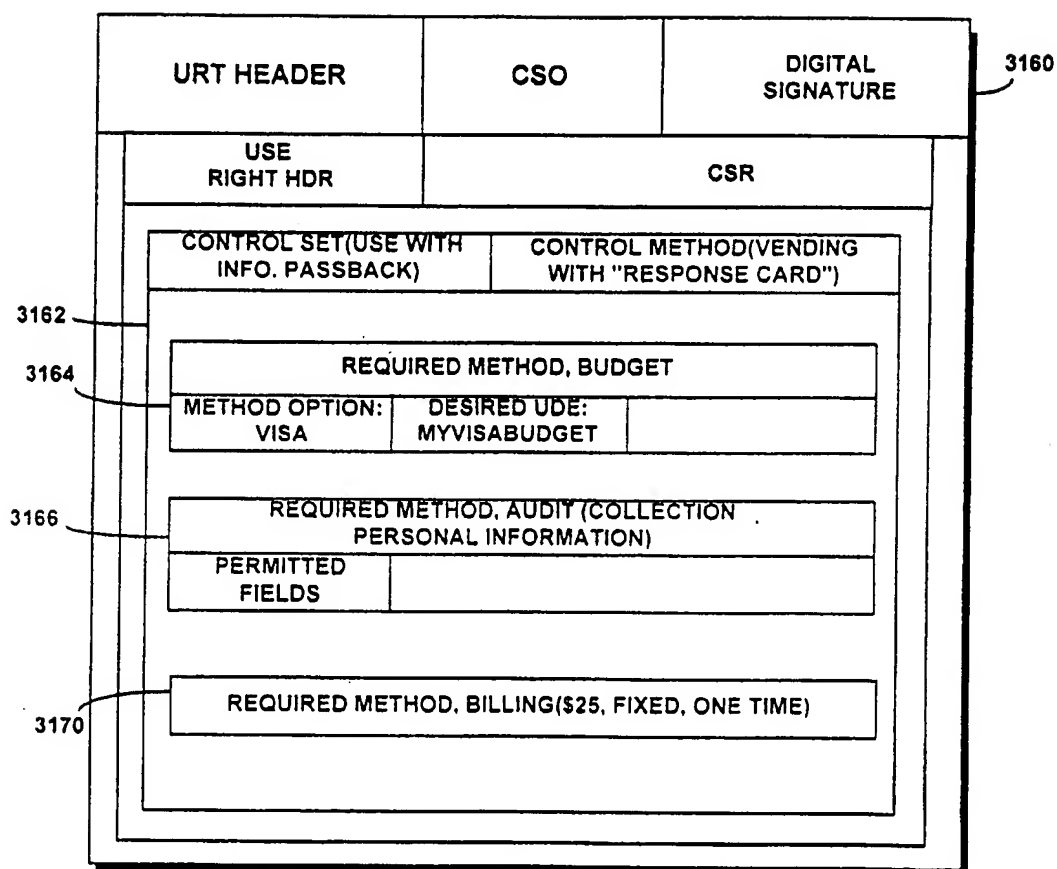 URT HEADER
CSO
DIGITAL
SIGNATURE
3160
USE
RIGHT HDR
CSR
CONTROL SET(USE WITH
INFO. PASSBACK)
CONTROL METHOD(VENDING
WITH "RESPONSE CARD")
3162
REQUIRED METHOD, BUDGET
3164
METHOD OPTION:
VISA
DESIRED UDE:
MYVISABUDGET
3166
REQUIRED METHOD, AUDIT (COLLECTION
PERSONAL INFORMATION)
PERMITTED
FIELDS
REQUIRED METHOD, BILLING($25, FIXED, ONE TIME)
3170